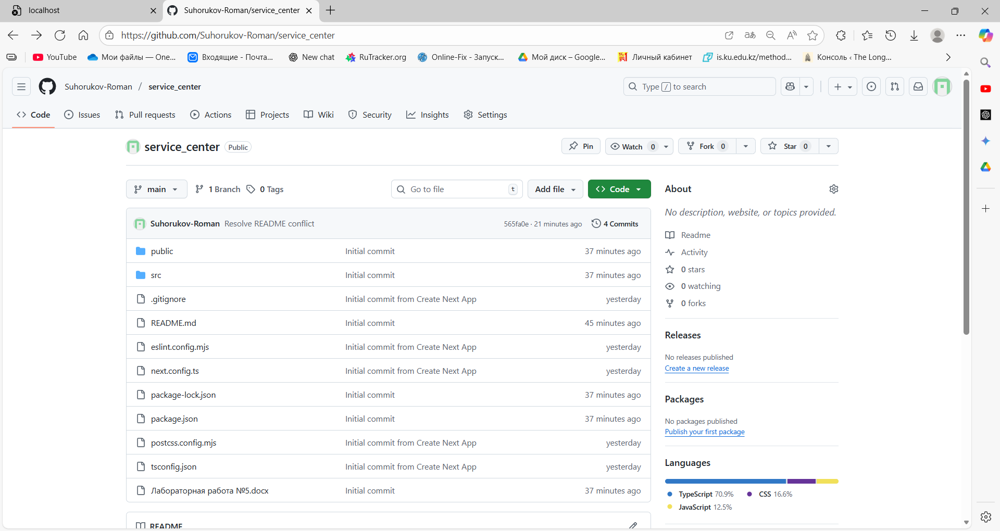 localhost
Suhorukov-Roman/service_center
https://github.com/Suhorukov-Roman/service_center
YouTube
Мои файлы — One...
Входящие - Почта...
New chat
RuTracker.org
Online-Fix - Запуск...
Мой диск – Google...
Личный кабинет
is.ku.edu.kz/method...
Консоль ‹ The Long...
Suhorukov-Roman / service_center
Type / to search
Code
Issues
Pull requests
Actions
Projects
Wiki
Security
Insights
Settings
service_center Public
Pin
Watch 0
Fork 0
Star 0
main
1 Branch
0 Tags
Go to file t
Add file
Code
Suhorukov-Roman Resolve README conflict 565fa0e · 21 minutes ago 4 Commits
public Initial commit 37 minutes ago
src Initial commit 37 minutes ago
.gitignore Initial commit from Create Next App yesterday
README.md Initial commit 45 minutes ago
eslint.config.mjs Initial commit from Create Next App yesterday
next.config.ts Initial commit from Create Next App yesterday
package-lock.json Initial commit 37 minutes ago
package.json Initial commit 37 minutes ago
postcss.config.mjs Initial commit from Create Next App yesterday
tsconfig.json Initial commit from Create Next App yesterday
Лабораторная работа №5.docx Initial commit 37 minutes ago
README
About
No description, website, or topics provided.
Readme
Activity
0 stars
0 watching
0 forks
Releases
No releases published
Create a new release
Packages
No packages published
Publish your first package
Languages
TypeScript 70.9% CSS 16.6%
JavaScript 12.5%